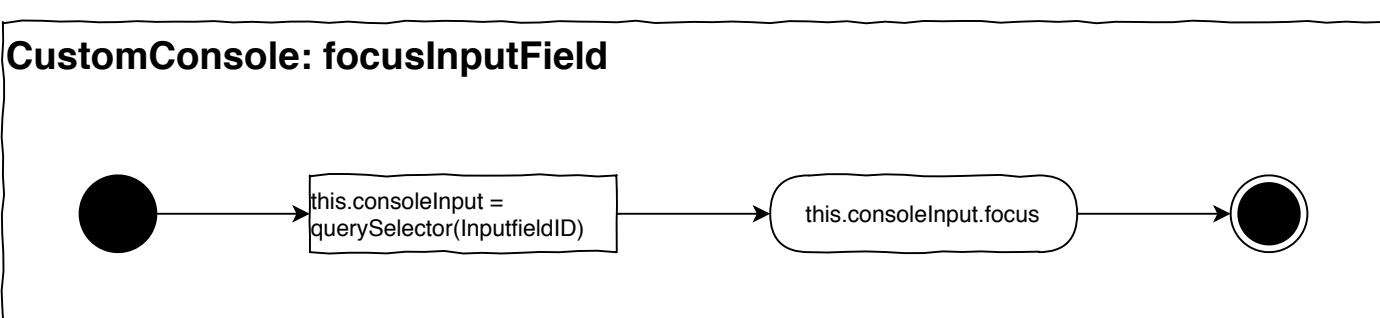 CustomConsole: focusInputField
this.consoleInput =
querySelector(InputfieldID)
this.consoleInput.focus